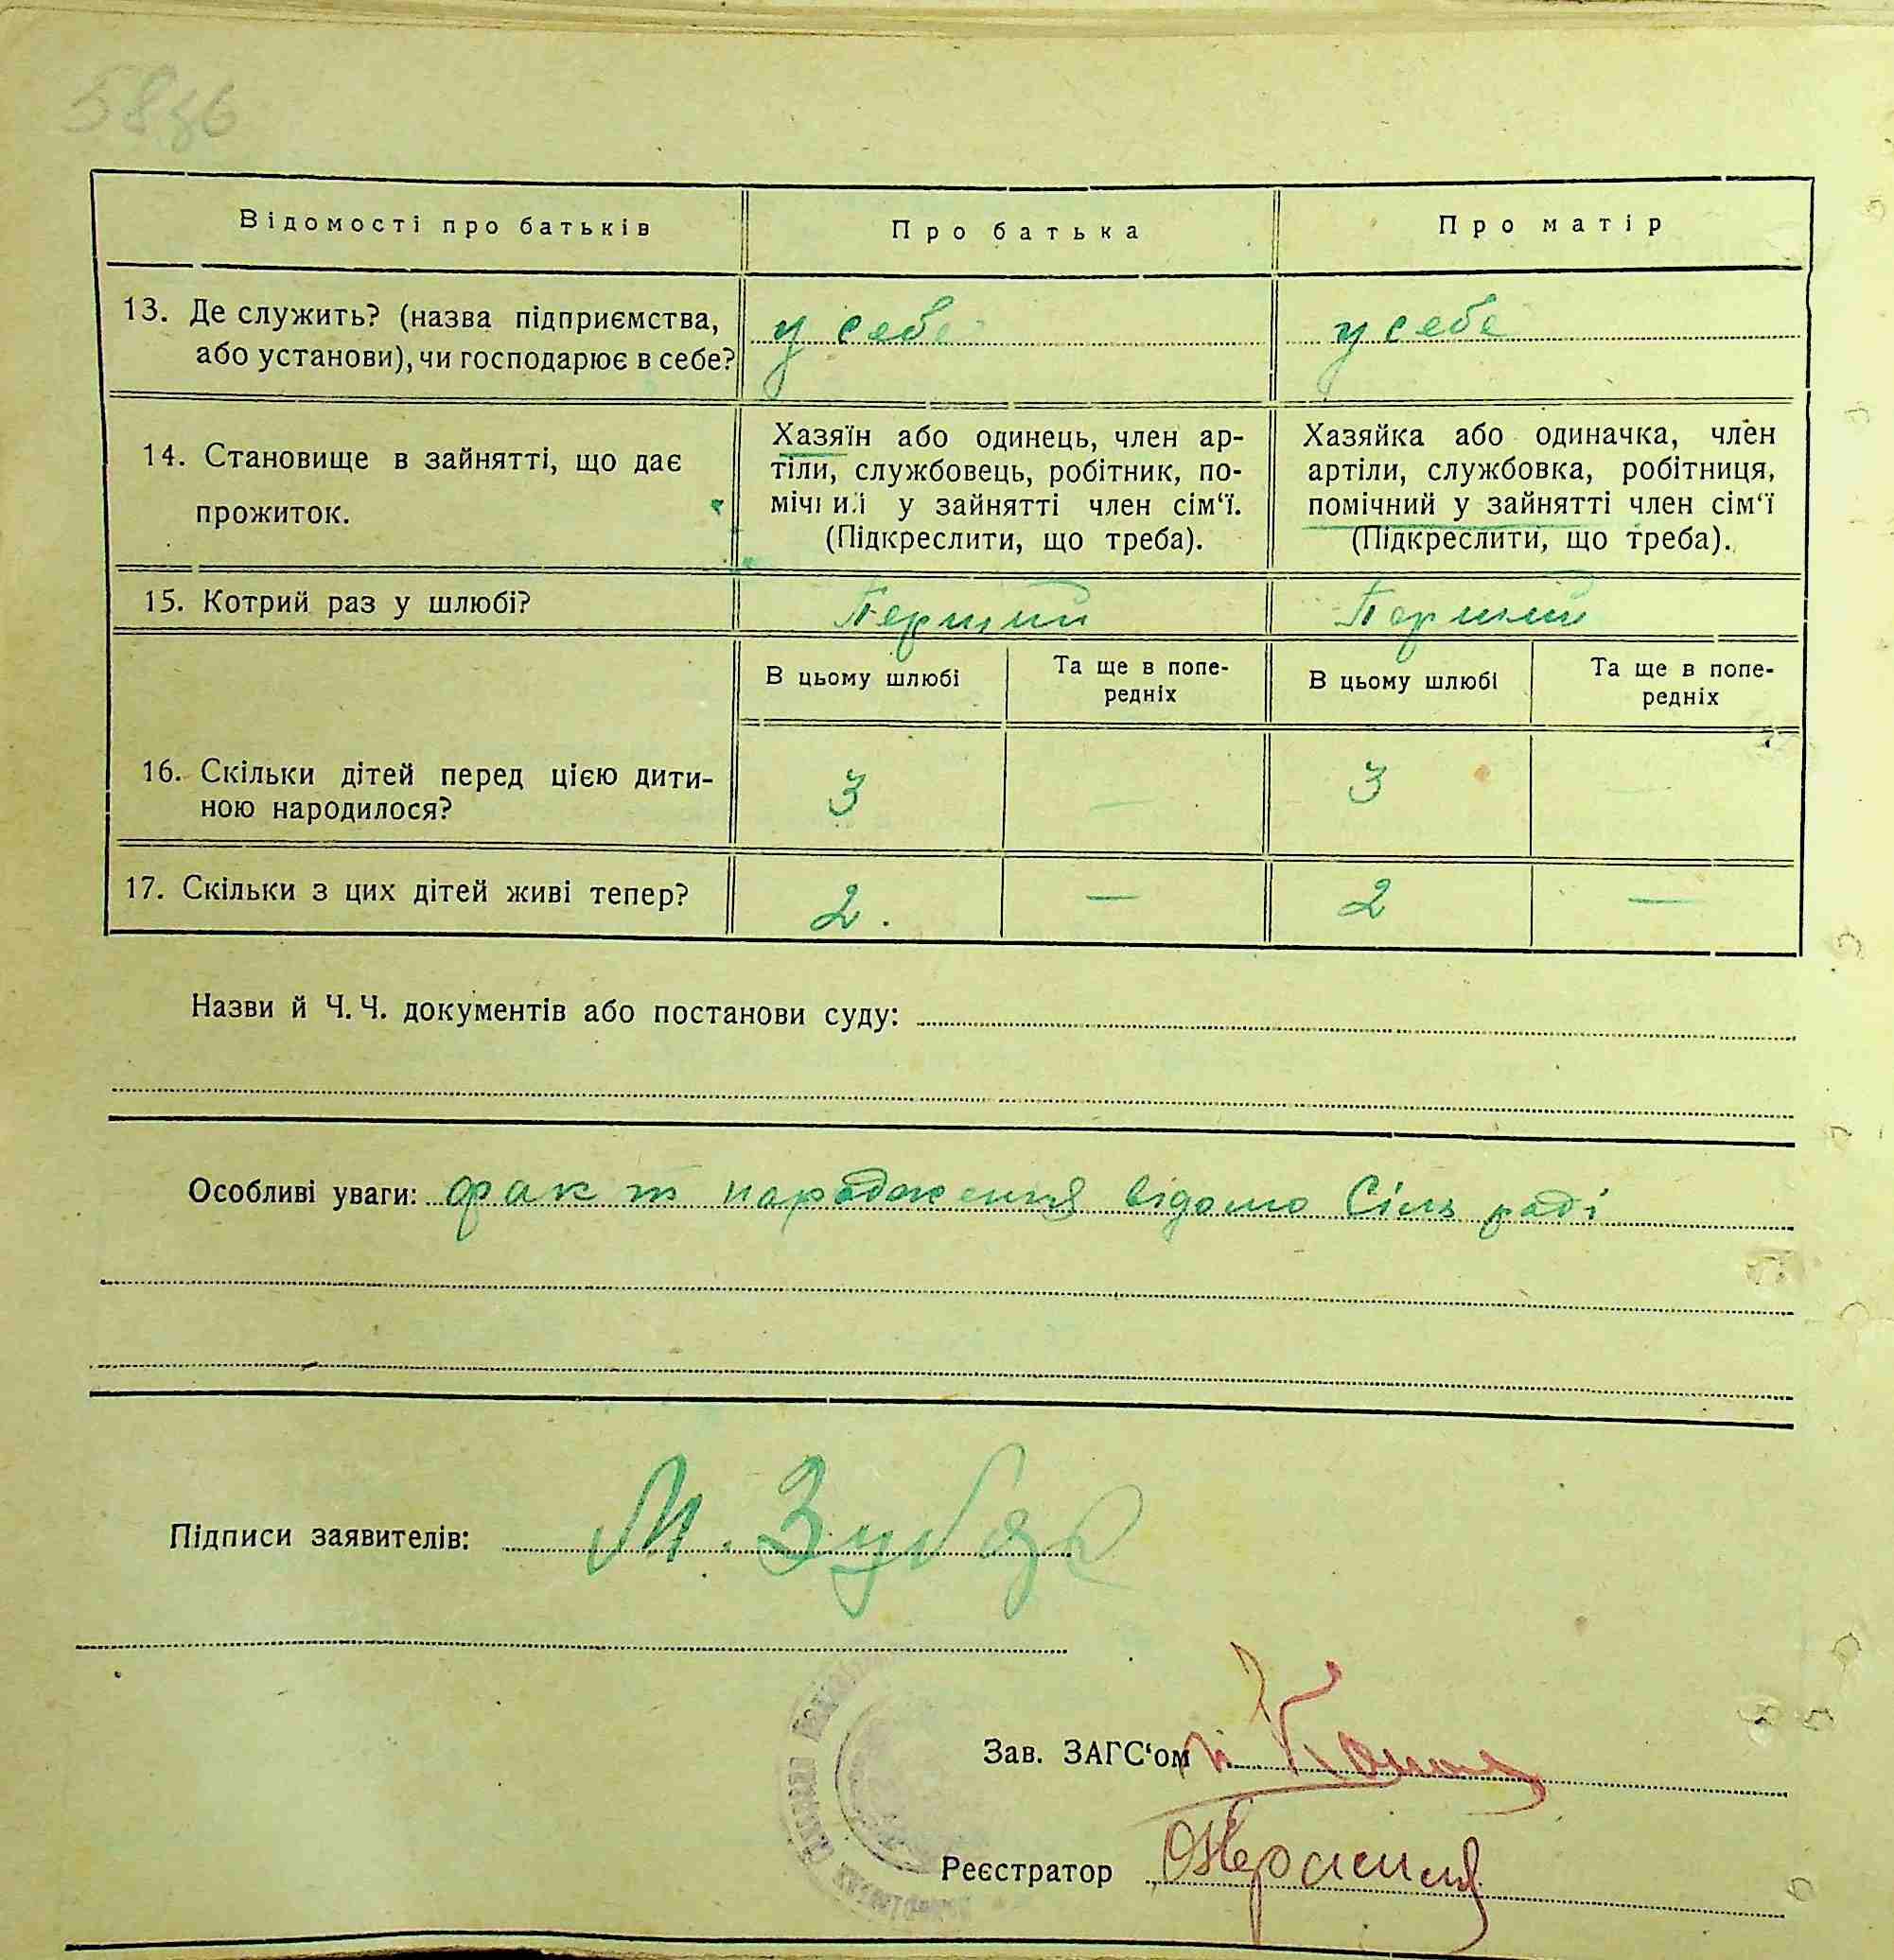 Відомості про батьків
Про батька
Про матір
13. Де служить? (назва підприємства,
або установи), чи господарює в себе?
у себе
у себе
14. Становище в зайнятті, що дає
прожиток.
Хазяїн або одинець, член ар-
тіли, службовець, робітник, по-
мічний у зайнятті член сім‘ї.
(Підкреслити, що треба).
Хазяйка або одиначка, член
артіли, службовка, робітниця,
помічний у зайнятті член сім‘ї
(Підкреслити, що треба).
15. Котрий раз у шлюбі?
Перший
Перший
В цьому шлюбі
Та ще в попе-
редніх
В цьому шлюбі
Та ще в попе-
редніх
16. Скільки дітей перед цією дити-
ною народилося?
3
—
3
17. Скільки з цих дітей живі тепер?
2.
—
2
—
Назви й Ч. Ч. документів або постанови суду:
Особливі уваги: факт народження відомо Сіль раді
Підписи заявителів: М. Зубар
Зав. ЗАГС‘ом
Реєстратор